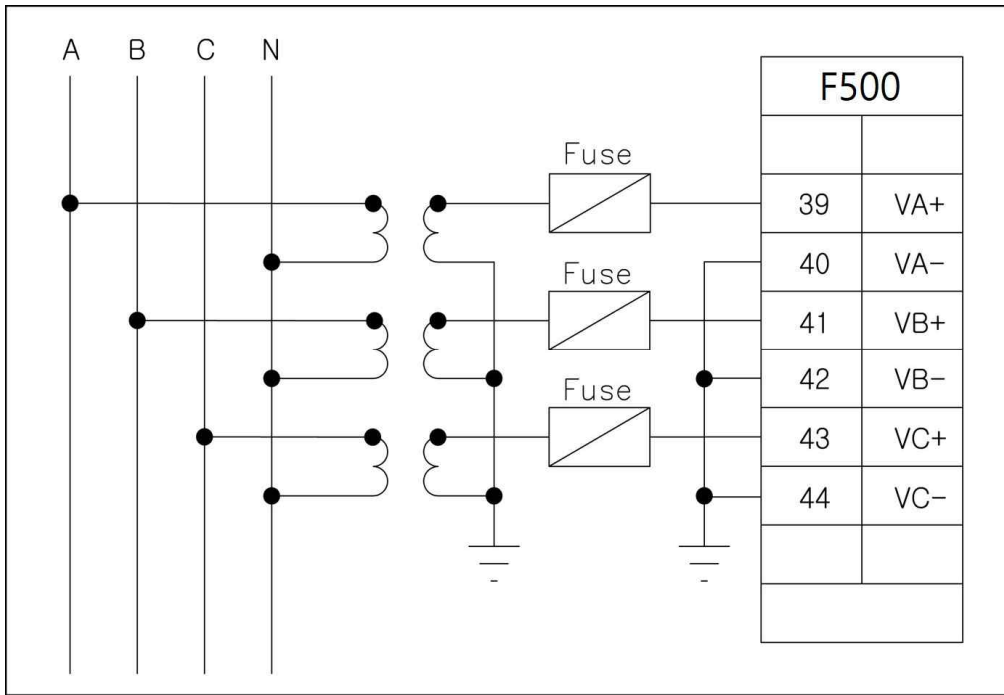 A B C N
F500
Fuse
39 VA+
40 VA-
Fuse
41 VB+
42 VB-
Fuse
43 VC+
44 VC-